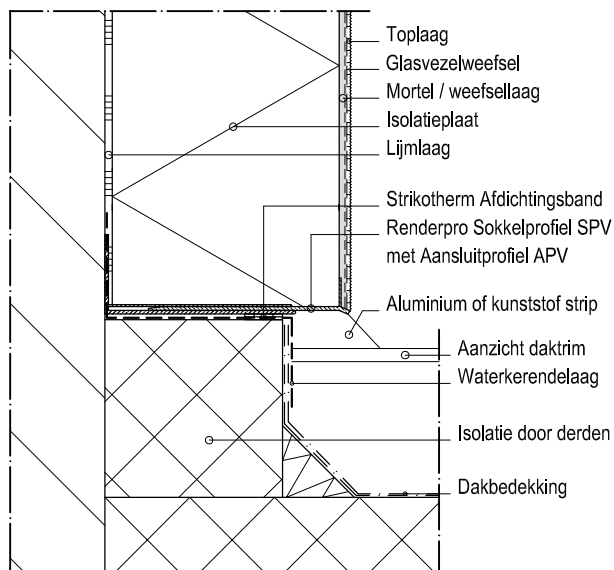 Toplaag
Glasvezelweefsel
Mortel / weefsellaag
Isolatieplaat
Lijmlaag
Strikotherm Afdichtingsband
Renderpro Sokkelprofiel SPV
met Aansluitprofiel APV
Aluminium of kunststof strip
Aanzicht daktrim
Waterkerendelaag
Isolatie door derden
Dakbedekking